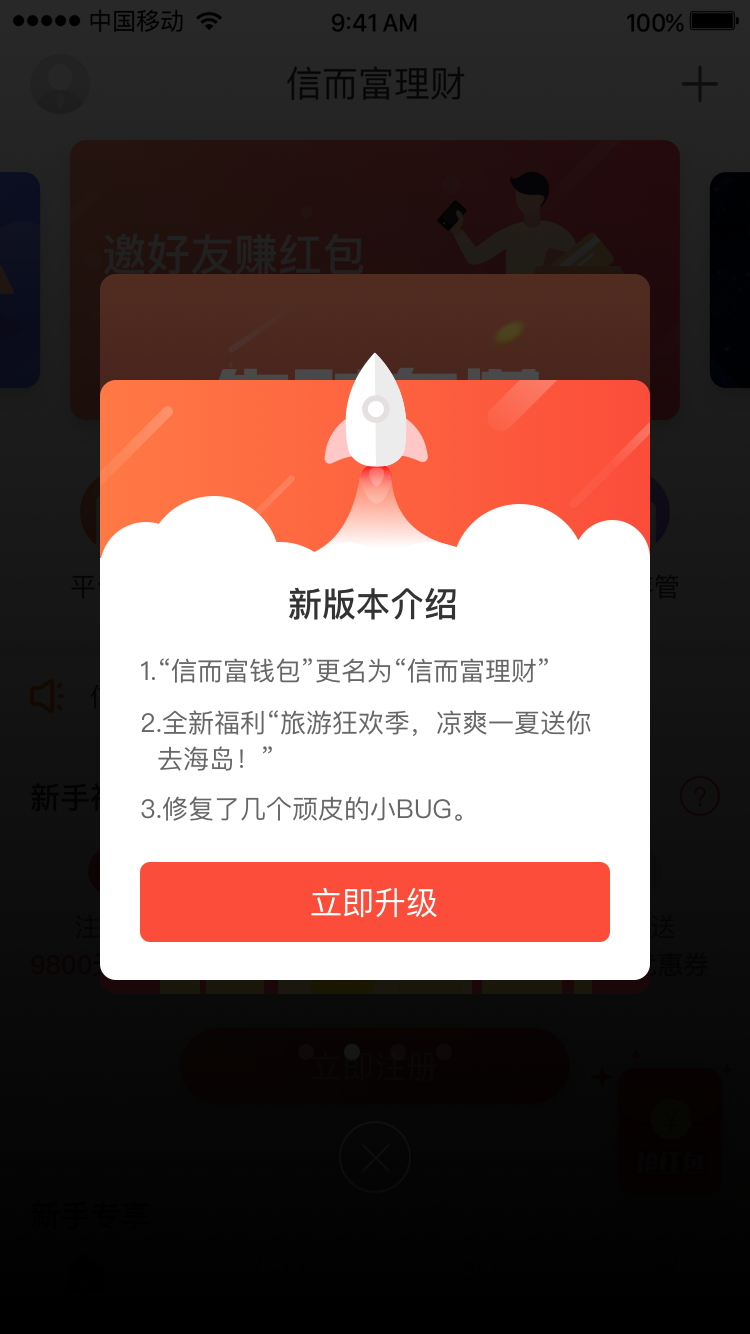 中国移动
9:41 AM
100%
信而富理财
邀好友赚红包
新版本介绍
1.“信而富钱包”更名为“信而富理财”
2.全新福利“旅游狂欢季，凉爽一夏送你
去海岛！”
3.修复了几个顽皮的小BUG。
立即升级
平
管
新手
?
注
送
9800
惠券
立即注册
抢红包
新手专享